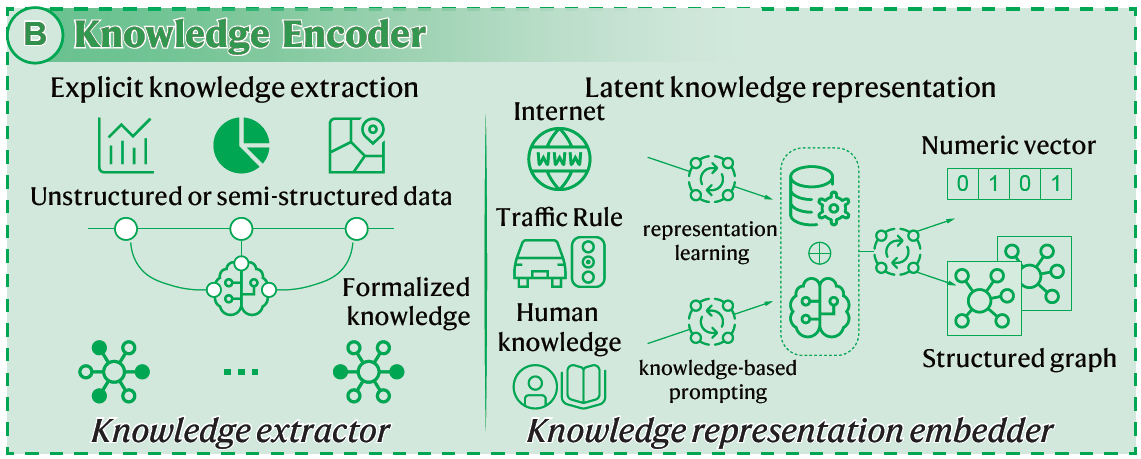 B Knowledge Encoder
Explicit knowledge extraction
Unstructured or semi-structured data
Formalized
knowledge
...
Knowledge extractor
Latent knowledge representation
Internet
WWW
Traffic Rule
Human
knowledge
representation
learning
knowledge-based
prompting
Numeric vector
0 1 0 1
Structured graph
Knowledge representation embedder